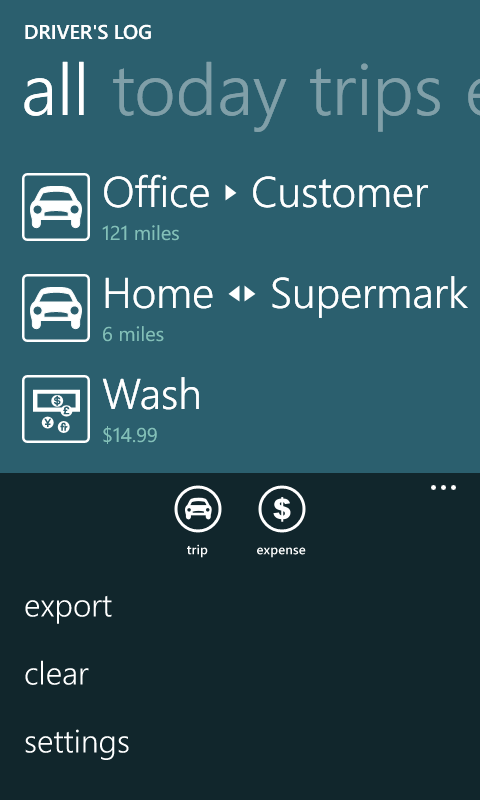 DRIVER'S LOG
all today trips e
Office Customer
121 miles
Home Supermark
6 miles
Wash
$14.99
trip expense
export
clear
settings